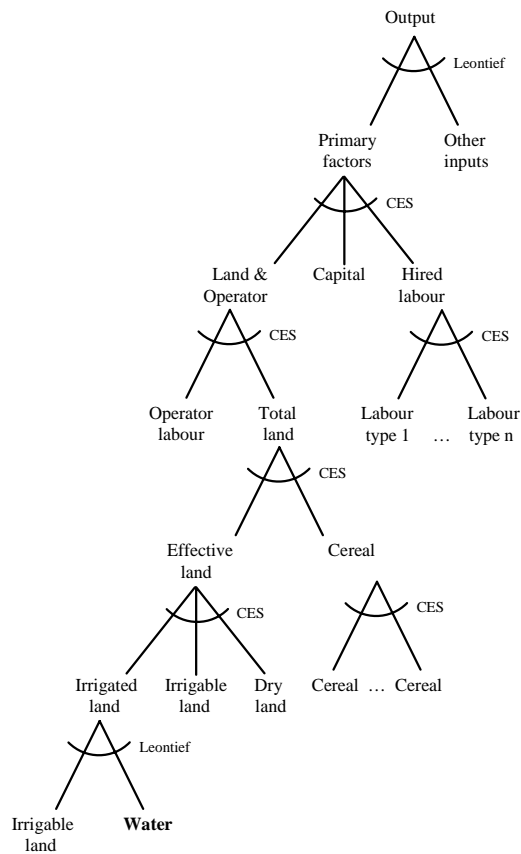 Output
Leontief
Primary factors
Other inputs
CES
Land & Operator
Capital
Hired labour
CES
CES
Operator labour
Total land
Labour type 1
...
Labour type n
CES
Effective land
Cereal
CES
CES
Irrigated land
Irrigable land
Dry land
Cereal ... Cereal
Leontief
Irrigable land
Water